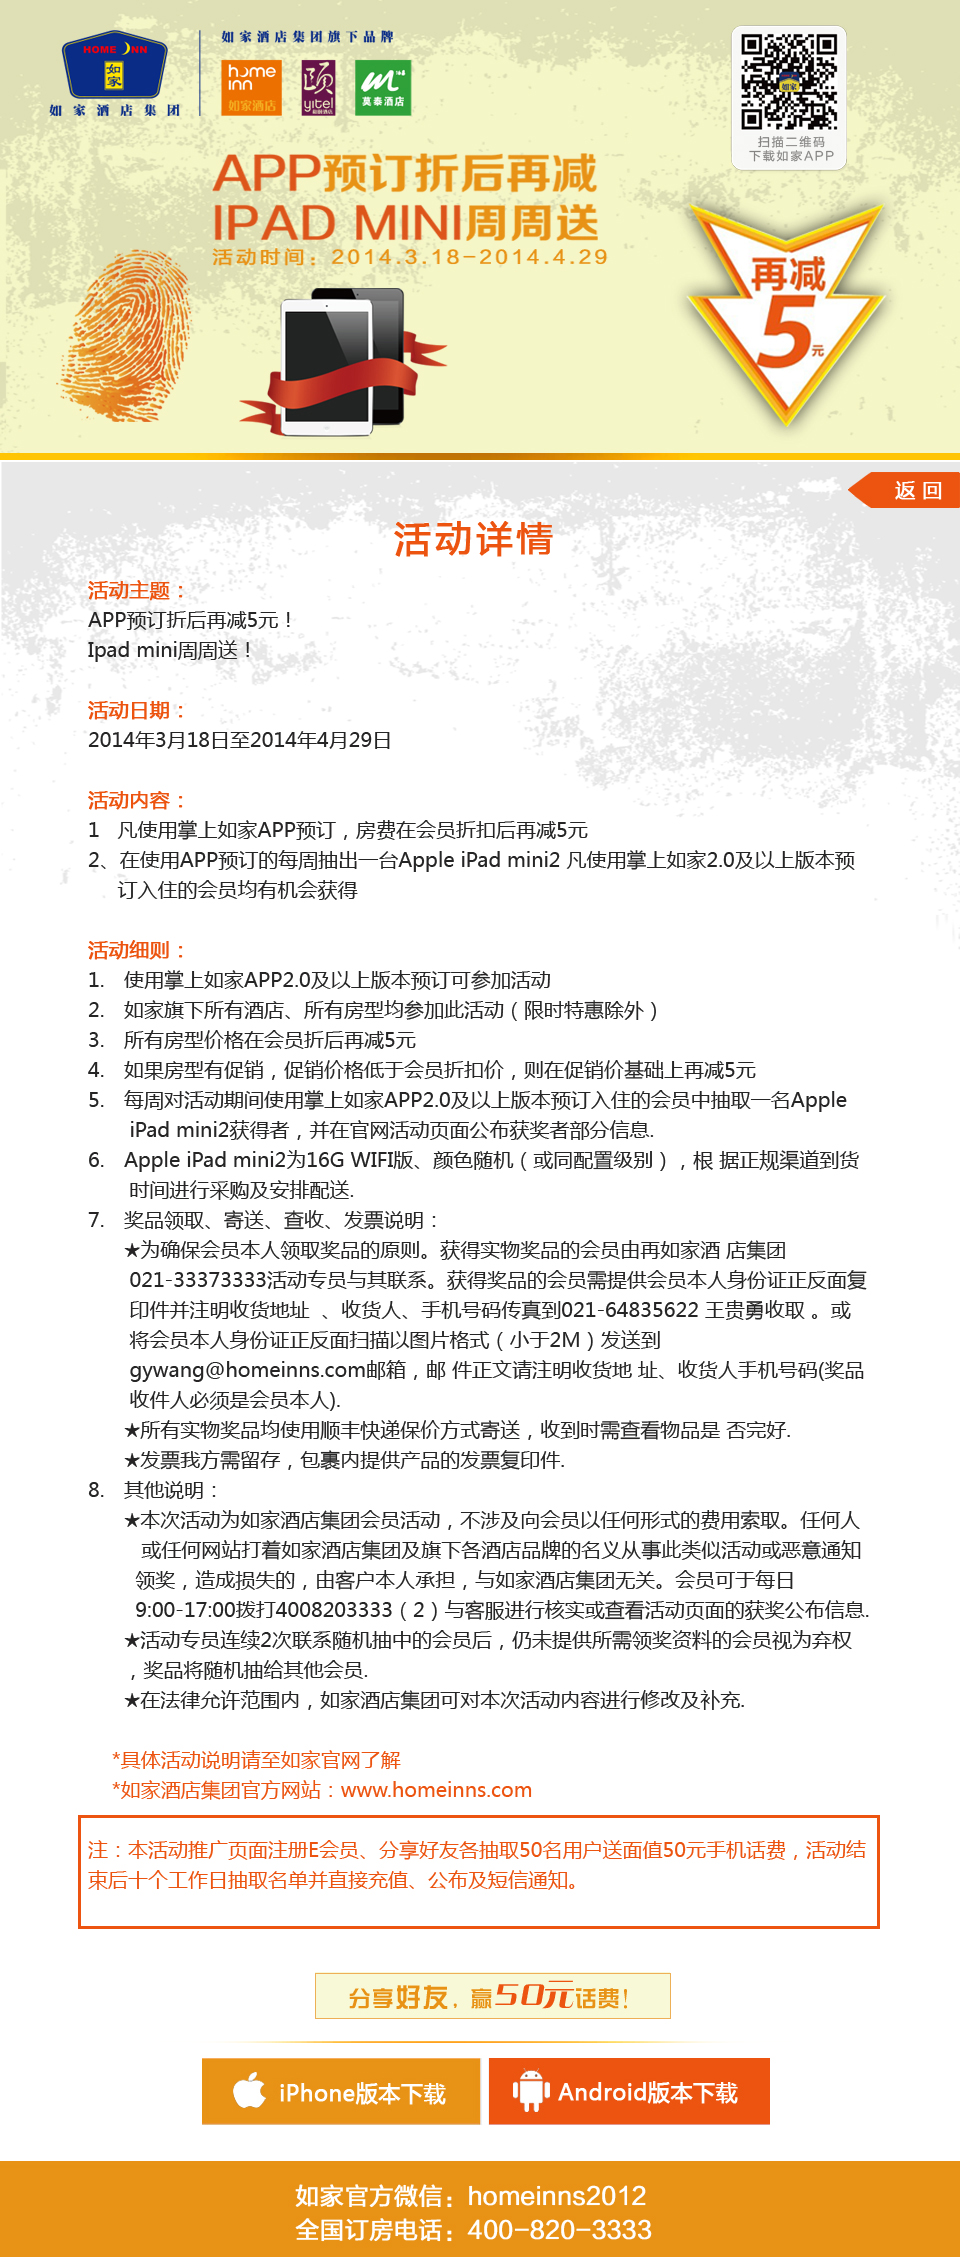 HOME INN
如家
如家酒店集团
如家酒店集团旗下品牌
home
inn
如家酒店
颐
yitel
和颐酒店
莫泰酒店
扫描二维码
下载如家APP
APP预订折后再减
IPAD MINI周周送
活动时间：2014.3.18-2014.4.29
再减
5元
返回
活动详情
活动主题：
APP预订折后再减5元！
Ipad mini周周送！
活动日期：
2014年3月18日至2014年4月29日
活动内容：
1 凡使用掌上如家APP预订，房费在会员折扣后再减5元
2、在使用APP预订的每周抽出一台Apple iPad mini2 凡使用掌上如家2.0及以上版本预
订入住的会员均有机会获得
活动细则：
1. 使用掌上如家APP2.0及以上版本预订可参加活动
2. 如家旗下所有酒店、所有房型均参加此活动（限时特惠除外）
3. 所有房型价格在会员折后再减5元
4. 如果房型有促销，促销价格低于会员折扣价，则在促销价基础上再减5元
5. 每周对活动期间使用掌上如家APP2.0及以上版本预订入住的会员中抽取一名Apple
iPad mini2获得者，并在官网活动页面公布获奖者部分信息.
6. Apple iPad mini2为16G WIFI版、颜色随机（或同配置级别），根 据正规渠道到货
时间进行采购及安排配送.
7. 奖品领取、寄送、查收、发票说明：
★为确保会员本人领取奖品的原则。获得实物奖品的会员由再如家酒 店集团
021-33373333活动专员与其联系。获得奖品的会员需提供会员本人身份证正反面复
印件并注明收货地址 、收货人、手机号码传真到021-64835622 王贵勇收取 。或
将会员本人身份证正反面扫描以图片格式（小于2M）发送到
gywang@homeinns.com邮箱，邮 件正文请注明收货地 址、收货人手机号码(奖品
收件人必须是会员本人).
★所有实物奖品均使用顺丰快递保价方式寄送，收到时需查看物品是 否完好.
★发票我方需留存，包裹内提供产品的发票复印件.
8. 其他说明：
★本次活动为如家酒店集团会员活动，不涉及向会员以任何形式的费用索取。任何人
或任何网站打着如家酒店集团及旗下各酒店品牌的名义从事此类似活动或恶意通知
领奖，造成损失的，由客户本人承担，与如家酒店集团无关。会员可于每日
9:00-17:00拨打4008203333（2）与客服进行核实或查看活动页面的获奖公布信息.
★活动专员连续2次联系随机抽中的会员后，仍未提供所需领奖资料的会员视为弃权
，奖品将随机抽给其他会员.
★在法律允许范围内，如家酒店集团可对本次活动内容进行修改及补充.
*具体活动说明请至如家官网了解
*如家酒店集团官方网站：www.homeinns.com
注：本活动推广页面注册E会员、分享好友各抽取50名用户送面值50元手机话费，活动结
束后十个工作日抽取名单并直接充值、公布及短信通知。
分享好友，赢50元话费！
iPhone版本下载
Android版本下载
如家官方微信：homeinns2012
全国订房电话：400-820-3333